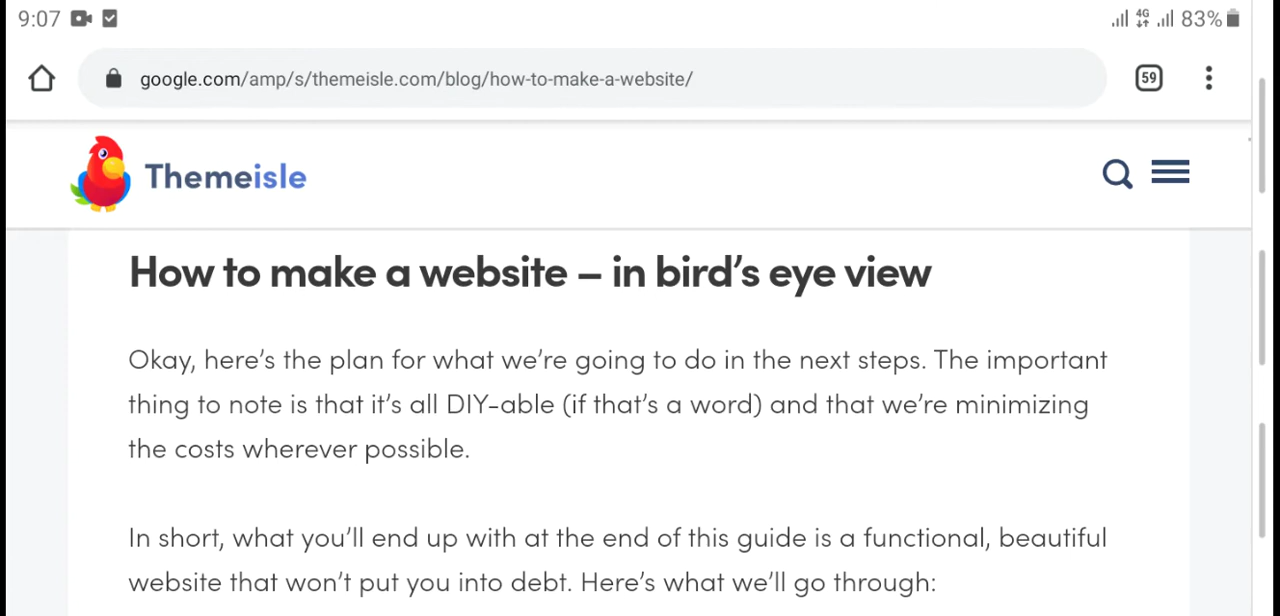 9:07 4G 83%
google.com/amp/s/themeisle.com/blog/how-to-make-a-website/ 59
Themeisle
How to make a website – in bird's eye view
Okay, here's the plan for what we're going to do in the next steps. The important
thing to note is that it's all DIY-able (if that's a word) and that we're minimizing
the costs wherever possible.
In short, what you'll end up with at the end of this guide is a functional, beautiful
website that won't put you into debt. Here's what we'll go through: